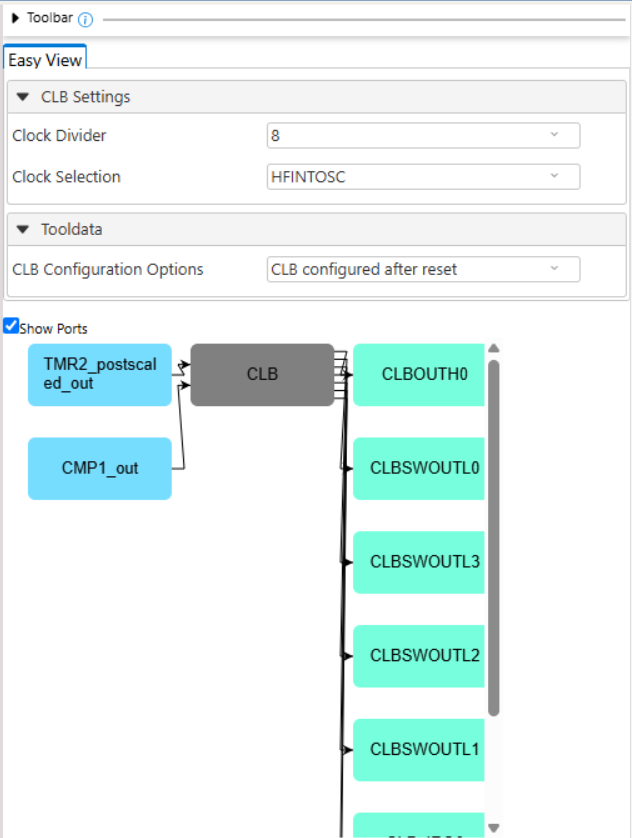 Toolbar
Easy View
CLB Settings
Clock Divider 8
Clock Selection HFINTOSC
Tooldata
CLB Configuration Options CLB configured after reset
Show Ports
TMR2_postscal
ed_out
CLB
CLBOUTH0
CMP1_out
CLBSWOUTL0
CLBSWOUTL3
CLBSWOUTL2
CLBSWOUTL1